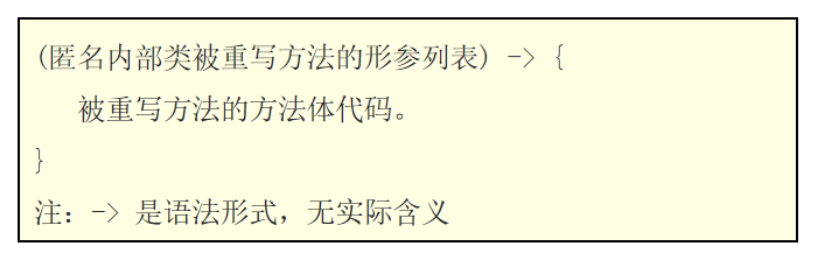 (匿名内部类被重写方法的形参列表) -> {
被重写方法的方法体代码。
}
注：-> 是语法形式，无实际含义